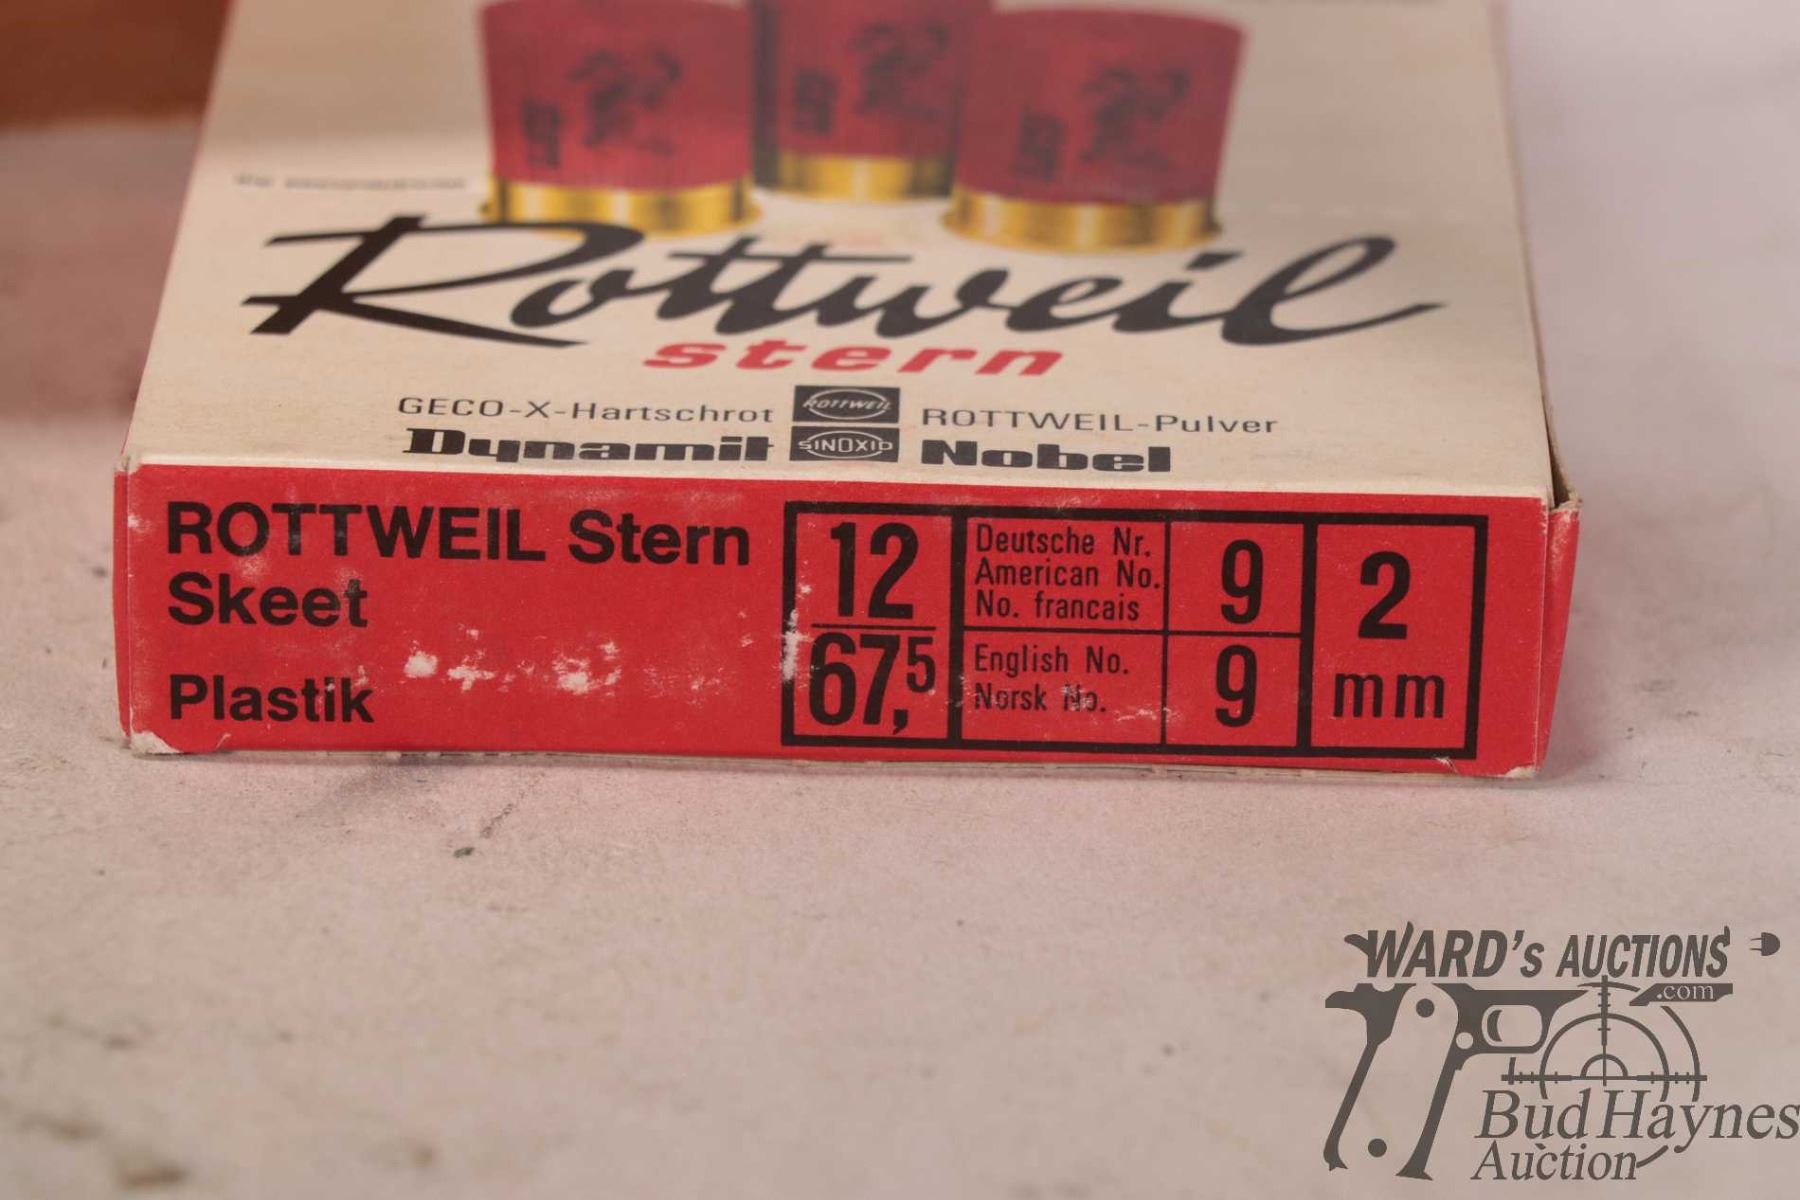 Rottweil
stern
GECO-X-Hartschrot ROTTWEIL ROTTWEIL-Pulver
Dynamit SINOXID Nobel
ROTTWEIL Stern
Skeet
Plastik
12
67,5
Deutsche Nr.
American No.
No. francais
9
English No.
Norsk No.
9
2
mm
WARD's AUCTIONS
.com
Bud Haynes
Auction